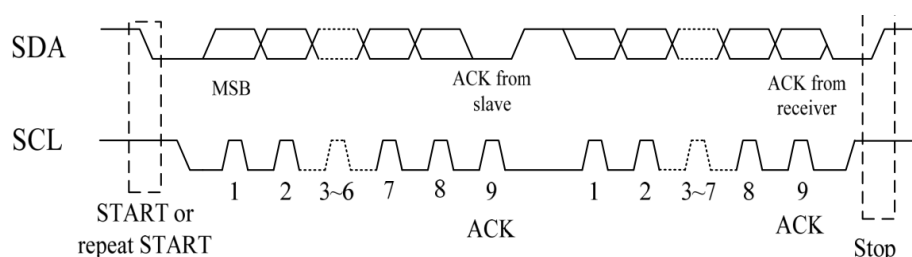 SDA
MSB
ACK from
slave
ACK from
receiver
SCL
1 2 3~6 7 8 9 1 2 3~7 8 9
START or
repeat START
ACK
ACK
Stop